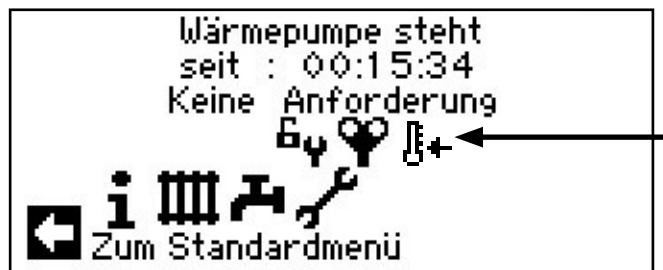 Wärmepumpe steht
seit : 00:15:34
Keine Anforderung
Zum Standardmenü